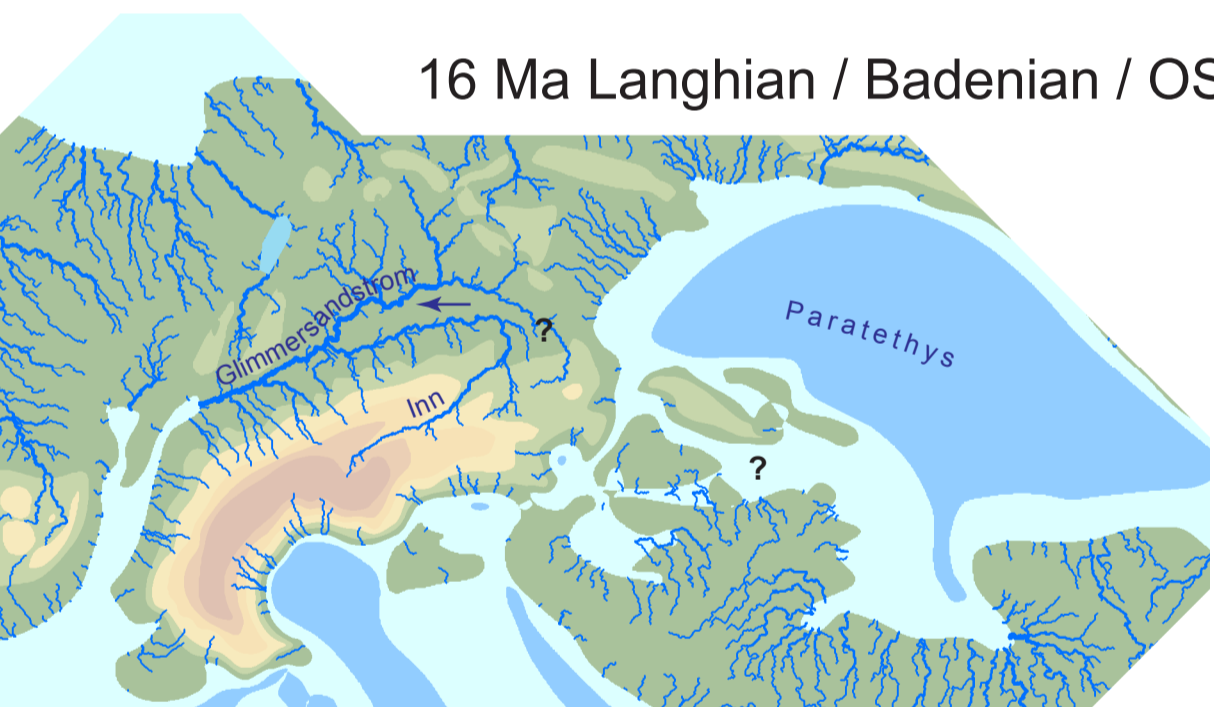 16 Ma Langhian / Badenian / OS
Glimmersandstrom
?
Paratethys
Inn
?